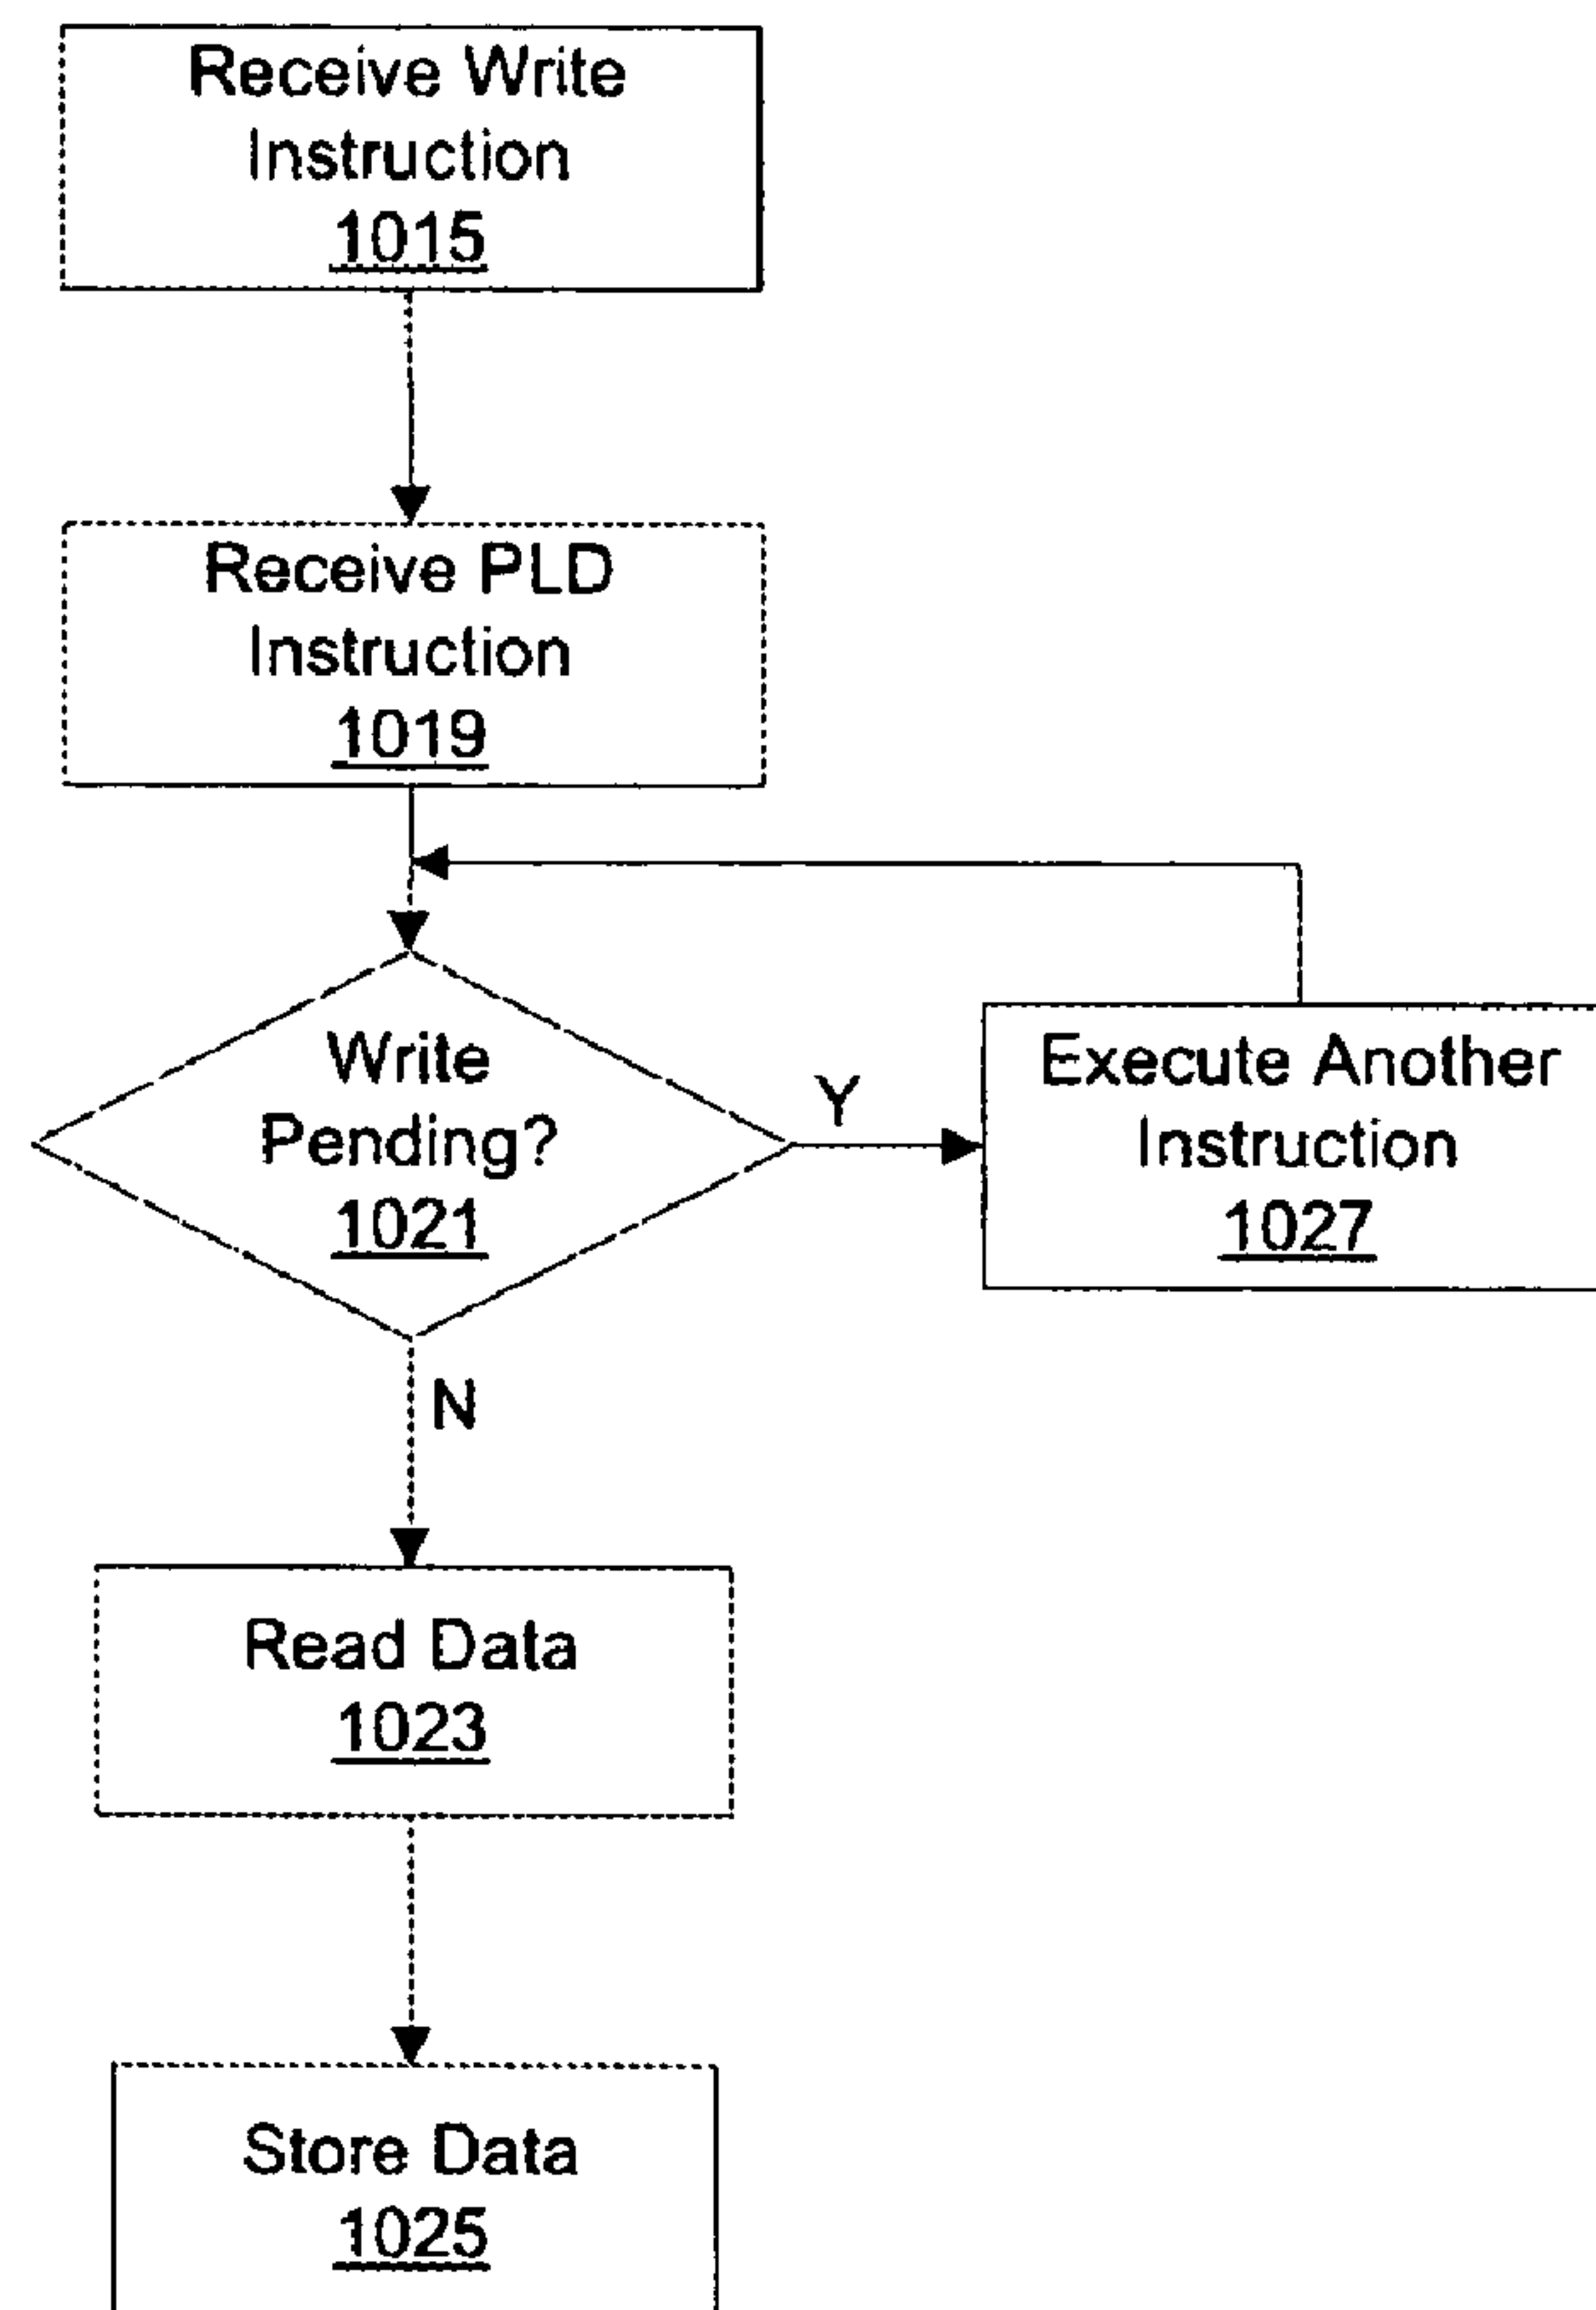 Receive Write
Instruction
1015
Receive PLD
Instruction
1019
Write
Pending?
1021
Y
Execute Another
Instruction
1027
N
Read Data
1023
Store Data
1025